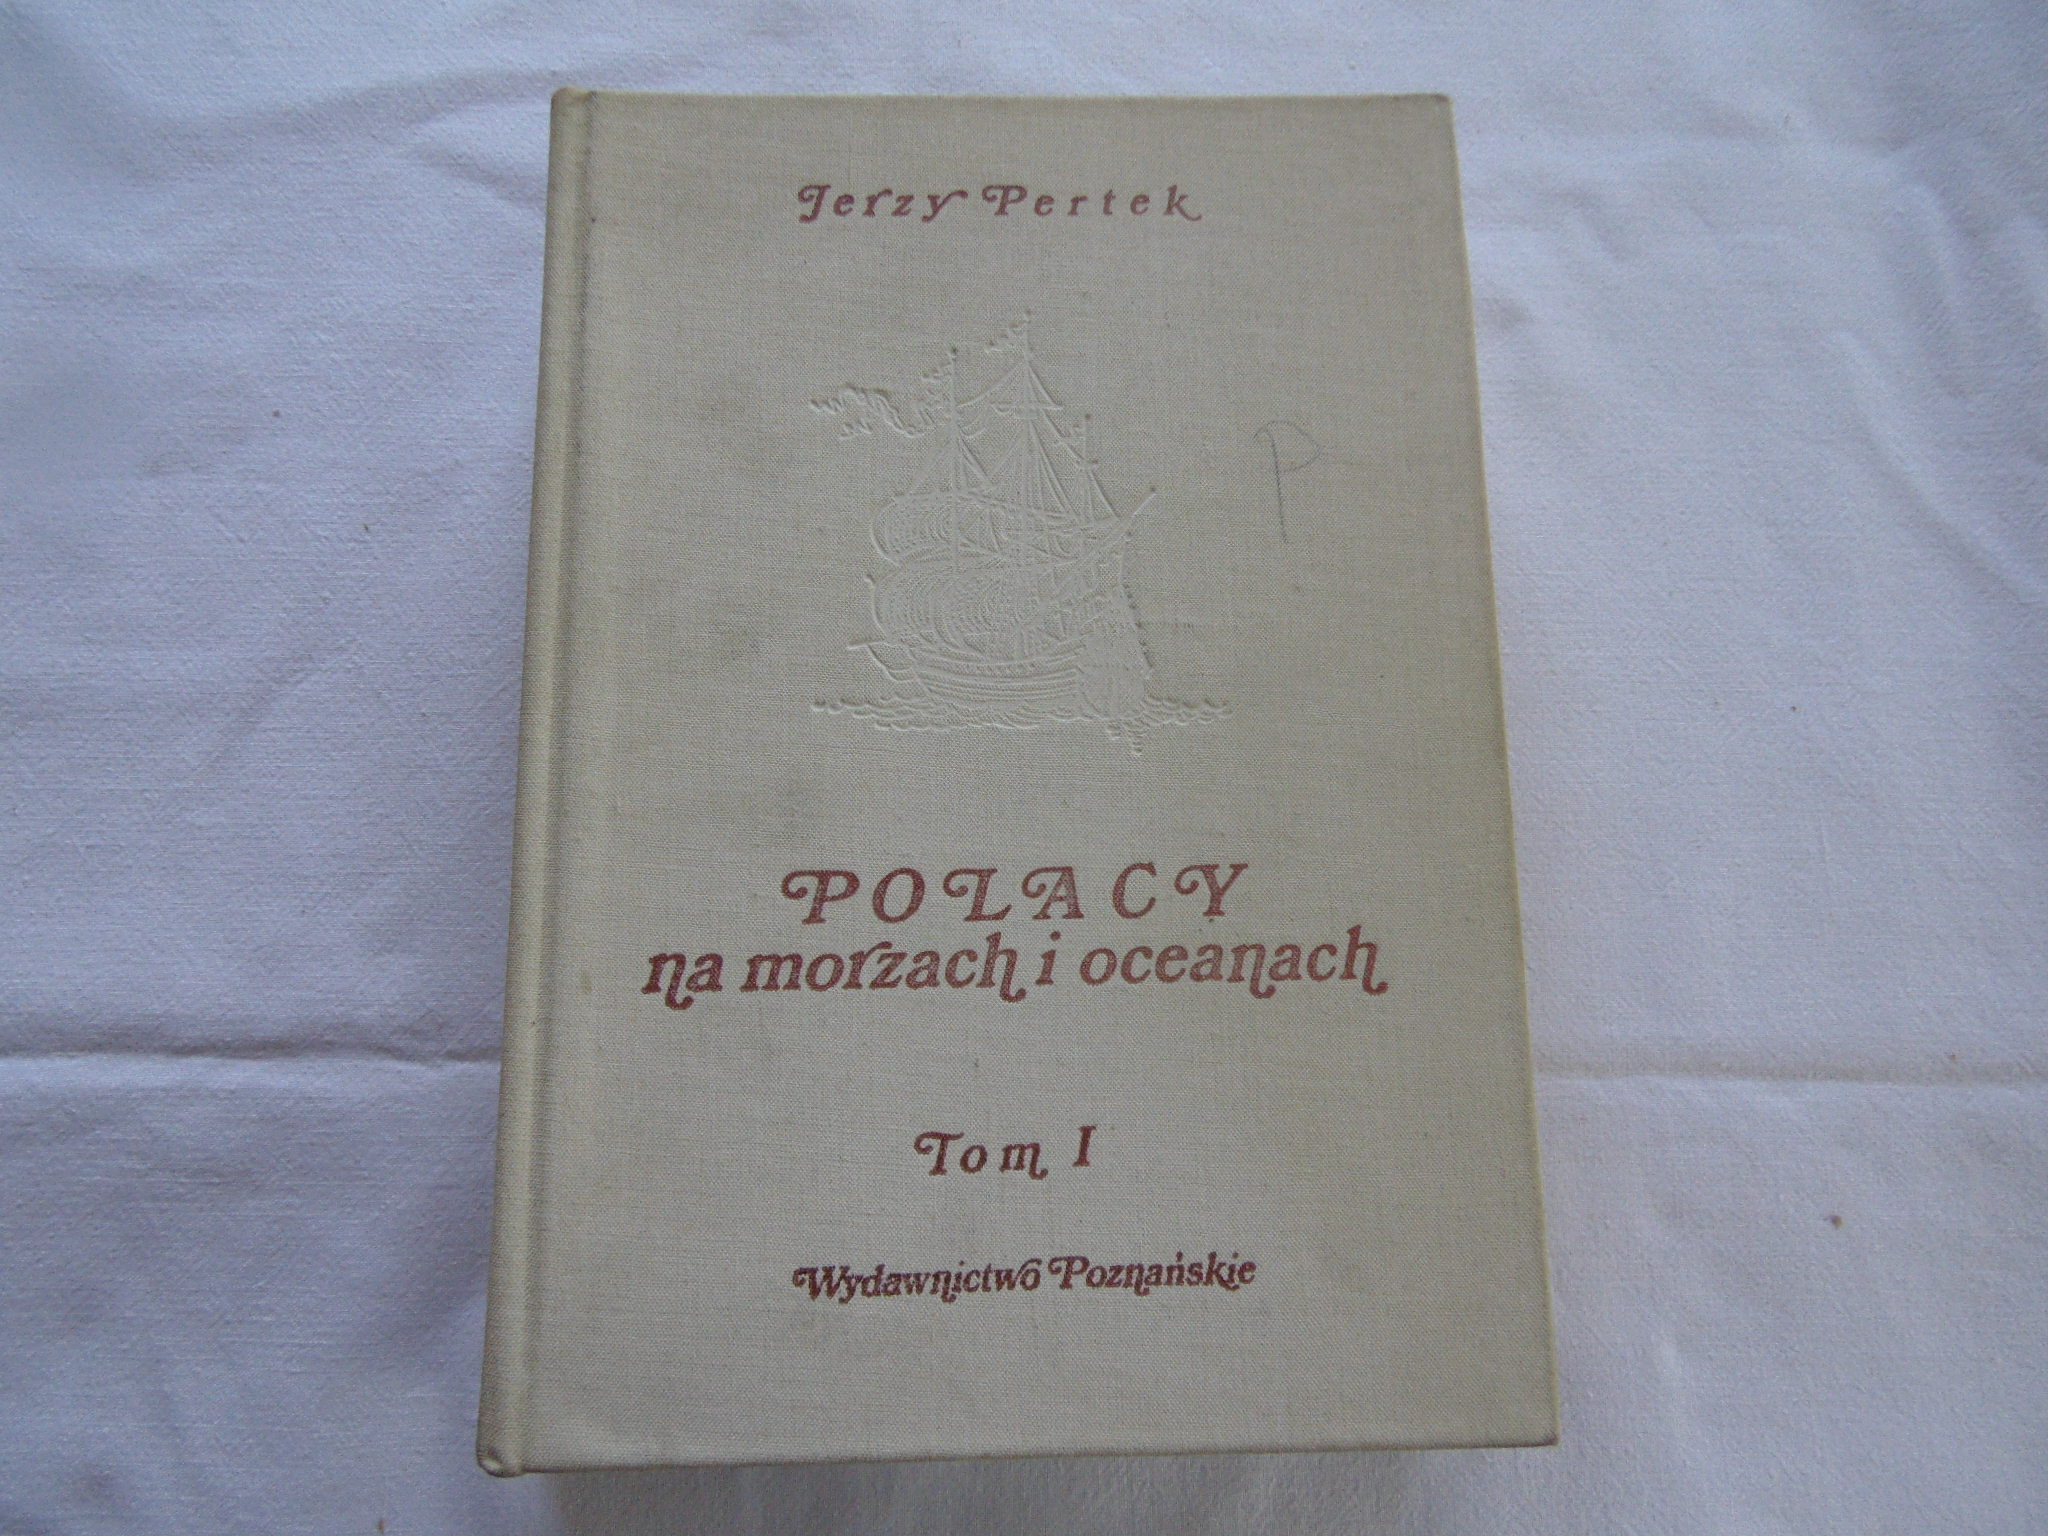 Jerzy Pertek
P
POLACY
na morzach i oceanach
Tom I
Wydawnictwo Poznańskie